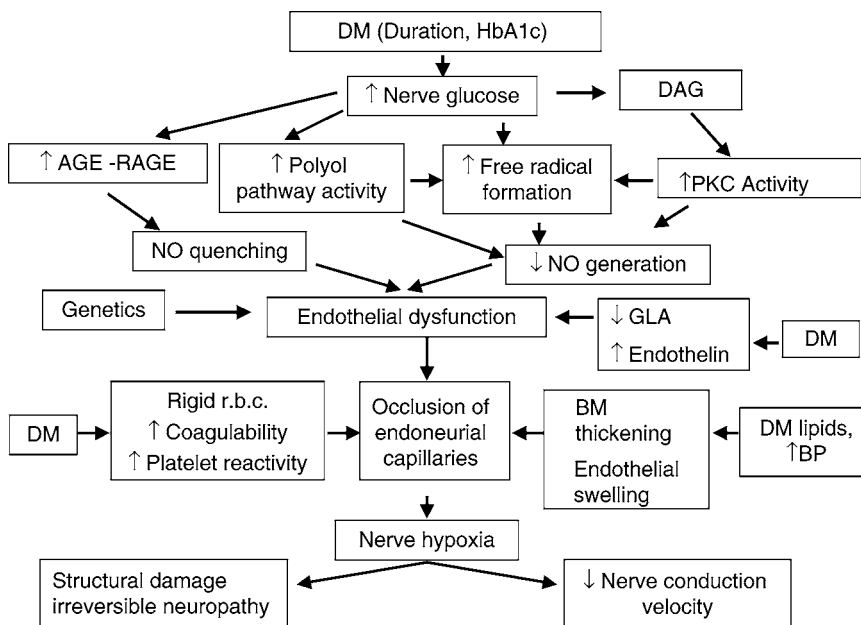 DM (Duration, HbA1c)
↑ Nerve glucose
DAG
↑ AGE -RAGE
↑ Polyol
pathway activity
↑ Free radical
formation
↑PKC Activity
NO quenching
↓ NO generation
Genetics
Endothelial dysfunction
↓ GLA
↑ Endothelin
DM
DM
Rigid r.b.c.
↑ Coagulability
↑ Platelet reactivity
Occlusion of
endoneurial
capillaries
BM
thickening
Endothelial
swelling
DM lipids,
↑BP
Nerve hypoxia
Structural damage
irreversible neuropathy
↓ Nerve conduction
velocity